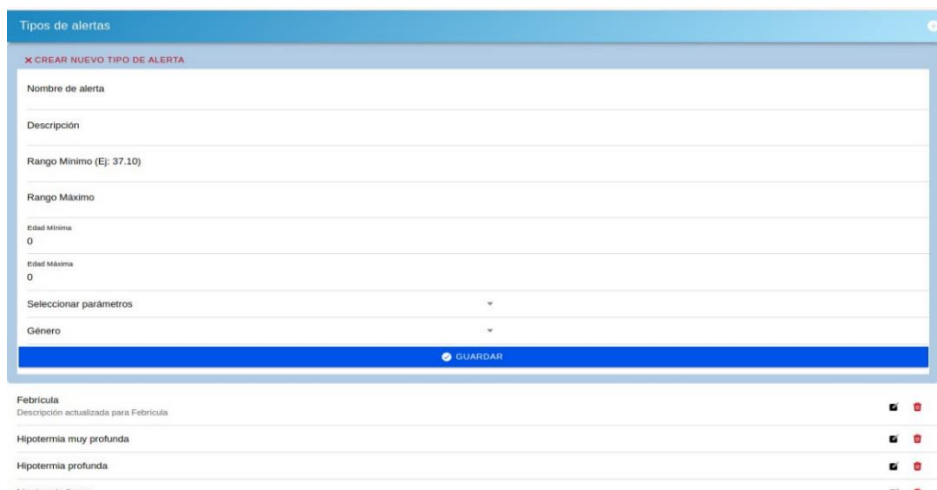 Tipos de alertas
CREAR NUEVO TIPO DE ALERTA
Nombre de alerta
Descripción
Rango Mínimo (Ej: 37.10)
Rango Máximo
Edad Mínima
0
Edad Máxima
0
Seleccionar parámetros
Género
GUARDAR
Febrícula
Descripción actualizada para Febrícula
Hipotermia muy profunda
Hipotermia profunda